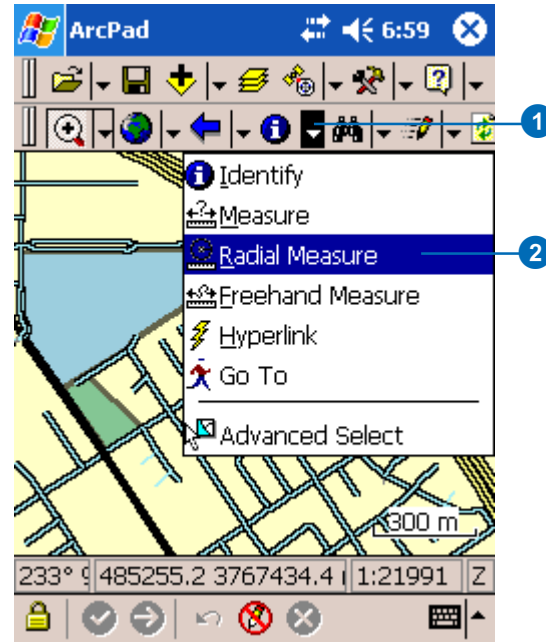 ArcPad 6:59
1
Identify
Measure
Radial Measure
2
Freehand Measure
Hyperlink
Go To
Advanced Select
300 m
233° 485255.2 3767434.4 1:21991 Z